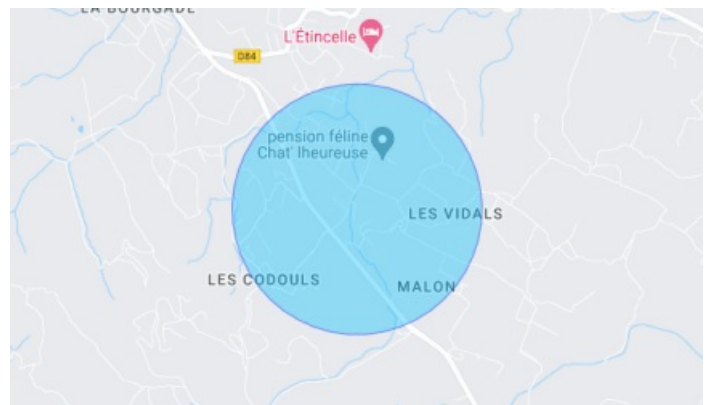 LA BOURGADE
L'Étincelle
D84
pension féline
Chat' lheureuse
LES VIDALS
LES CODOULS
MALON